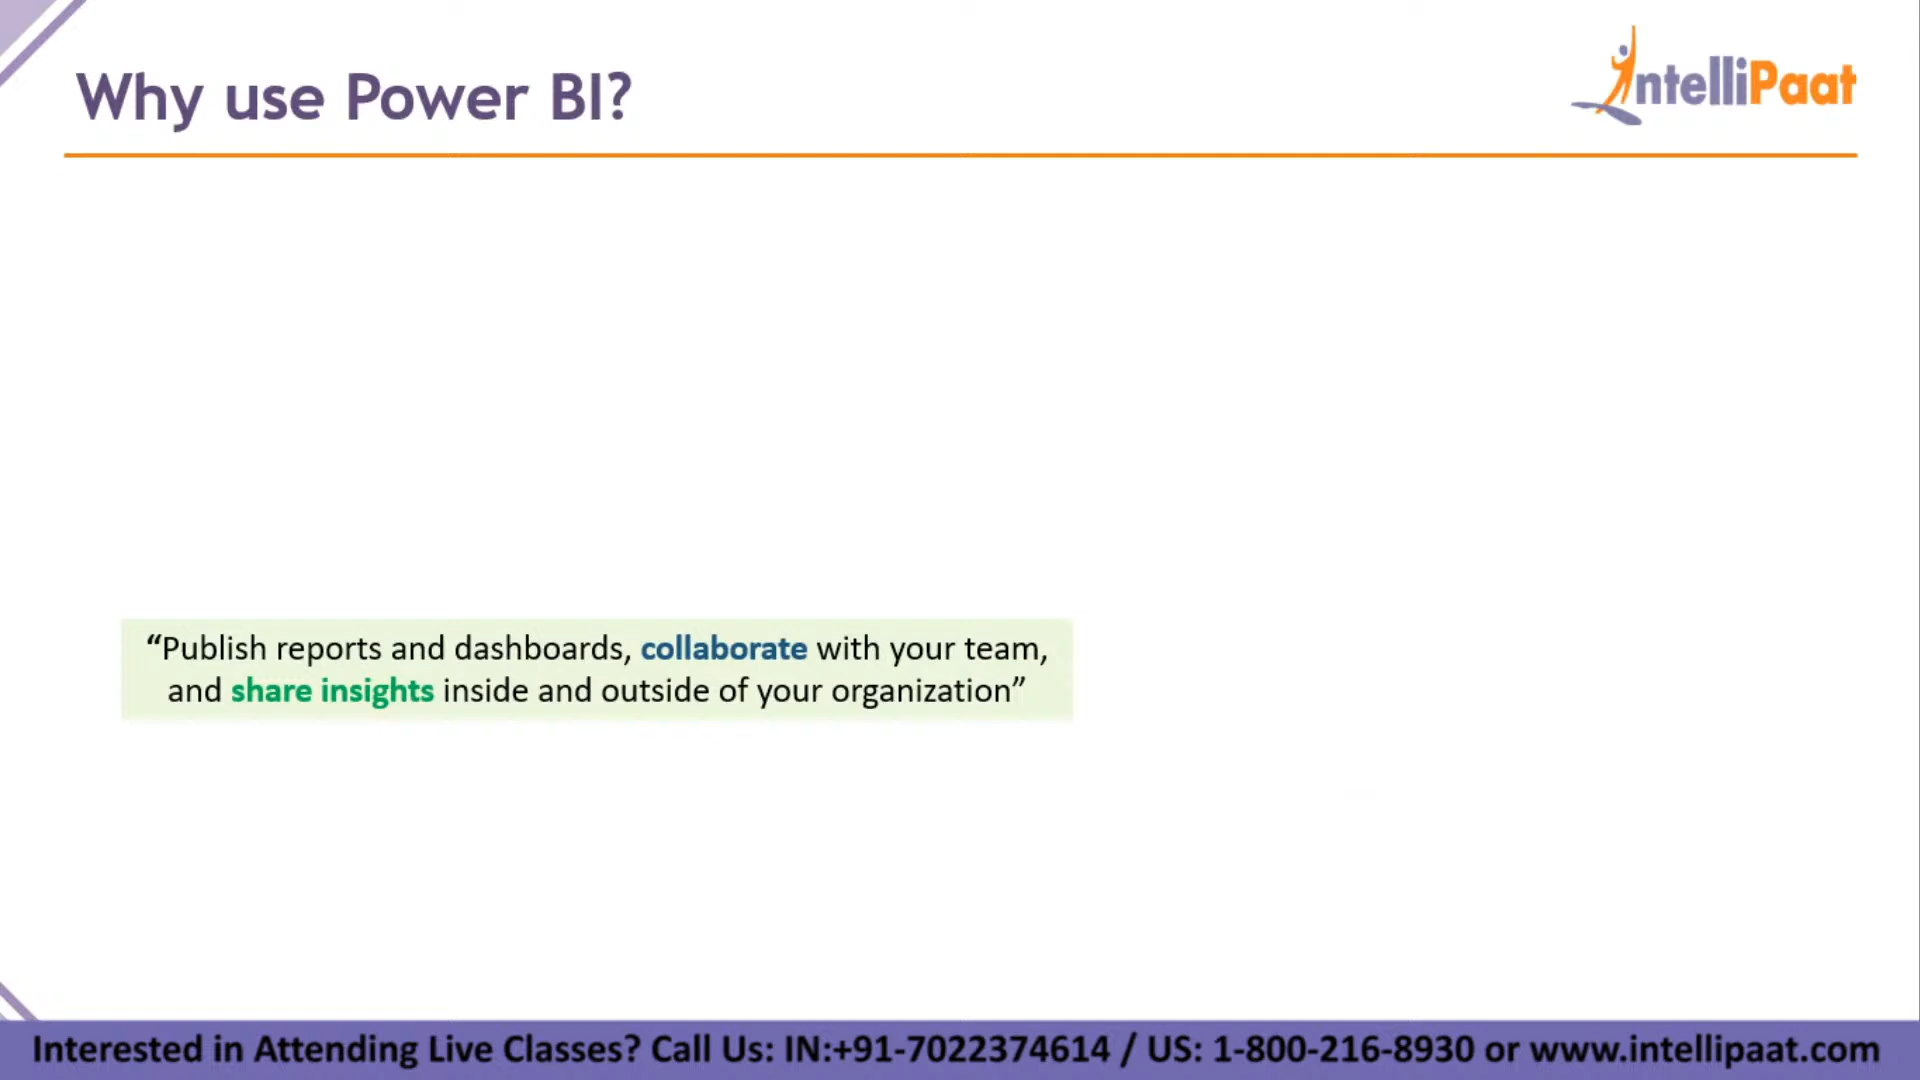 Why use Power BI?
IntelliPaat
“Publish reports and dashboards, collaborate with your team,
and share insights inside and outside of your organization”
Interested in Attending Live Classes? Call Us: IN:+91-7022374614 / US: 1-800-216-8930 or www.intellipaat.com